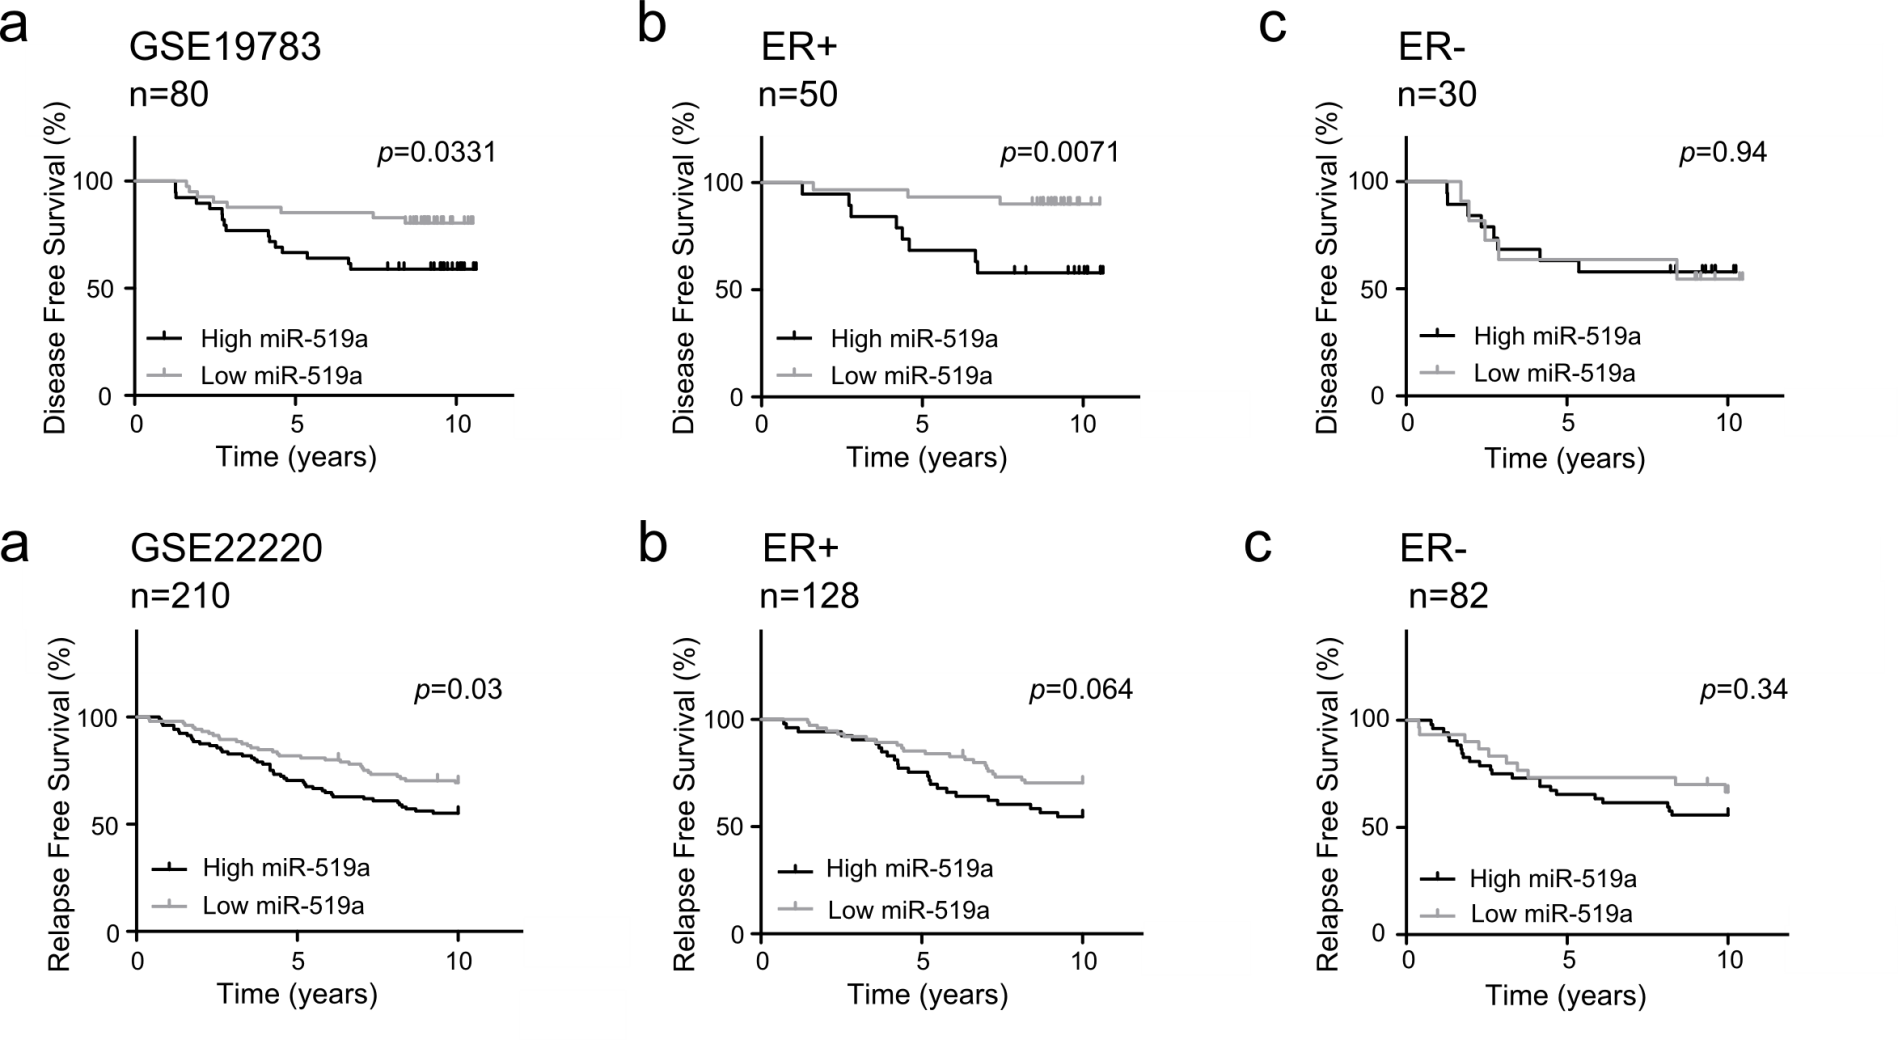 a
GSE19783
n=80
p=0.0331
Disease Free Survival (%)
100
50
0
High miR-519a
Low miR-519a
0 5 10
Time (years)
b
ER+
n=50
p=0.0071
Disease Free Survival (%)
100
50
0
High miR-519a
Low miR-519a
0 5 10
Time (years)
c
ER-
n=30
p=0.94
Disease Free Survival (%)
100
50
0
High miR-519a
Low miR-519a
0 5 10
Time (years)
a
GSE22220
n=210
p=0.03
Relapse Free Survival (%)
100
50
0
High miR-519a
Low miR-519a
0 5 10
Time (years)
b
ER+
n=128
p=0.064
Relapse Free Survival (%)
100
50
0
High miR-519a
Low miR-519a
0 5 10
Time (years)
c
ER-
n=82
p=0.34
Relapse Free Survival (%)
100
50
0
High miR-519a
Low miR-519a
0 5 10
Time (years)